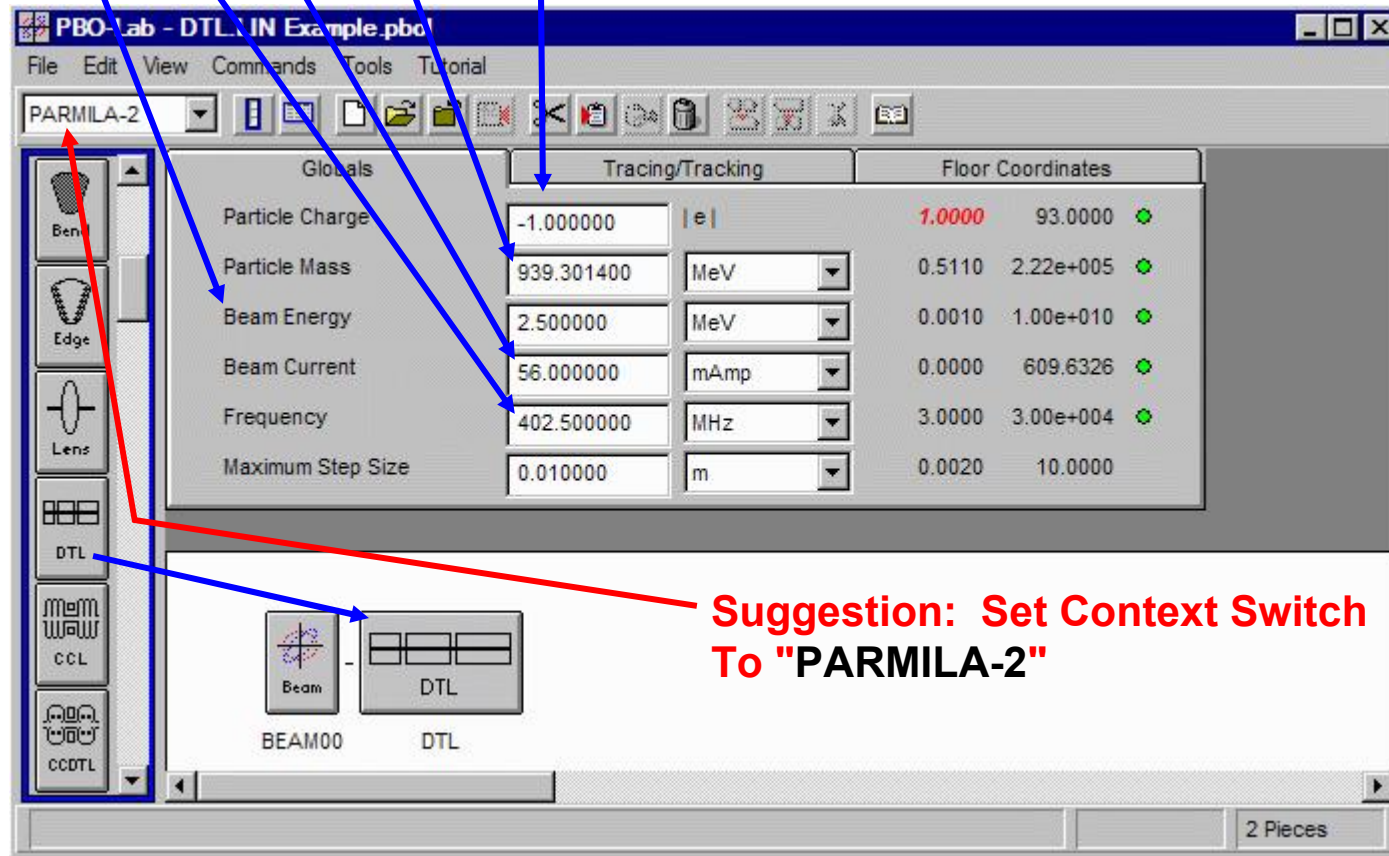 PBO-Lab - DTL.LIN Example.pbol
File Edit View Commands Tools Tutorial
PARMILA-2
Globals Tracing/Tracking Floor Coordinates
Particle Charge -1.000000 |e| 1.0000 93.0000
Particle Mass 939.301400 MeV 0.5110 2.22e+005
Beam Energy 2.500000 MeV 0.0010 1.00e+010
Beam Current 56.000000 mAmp 0.0000 609.6326
Frequency 402.500000 MHz 3.0000 3.00e+004
Maximum Step Size 0.010000 m 0.0020 10.0000
Bend
Edge
Lens
DTL
CCL
CCDTL
Suggestion: Set Context Switch
To "PARMILA-2"
Beam DTL
BEAM00 DTL
2 Pieces